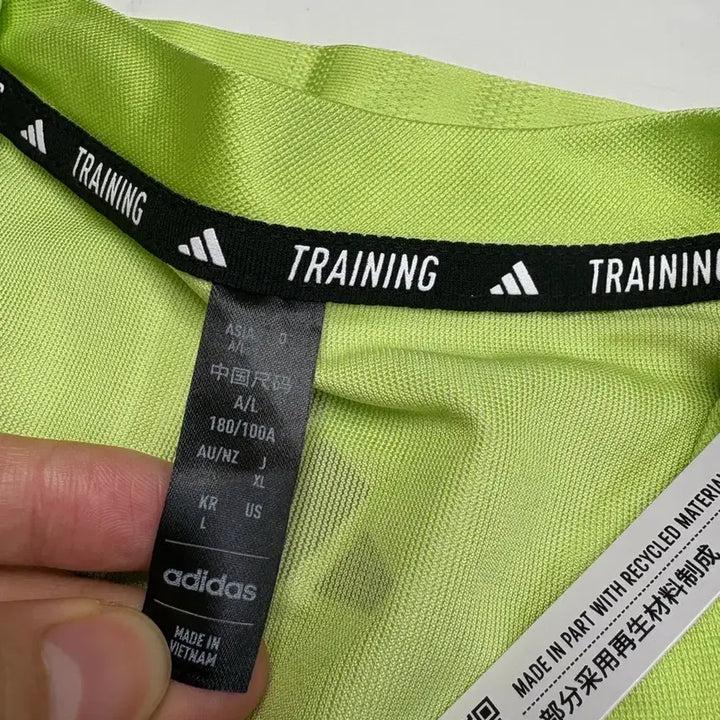 TRAINING
TRAINING
TRAINING
ASIA D
A/L
中国尺码
A/L
180/100A
AU/NZ J
XL
KR US
L
adidas
MADE IN
VIETNAM
MADE IN PART WITH RECYCLED MATERIAL
部分采用再生材料制成